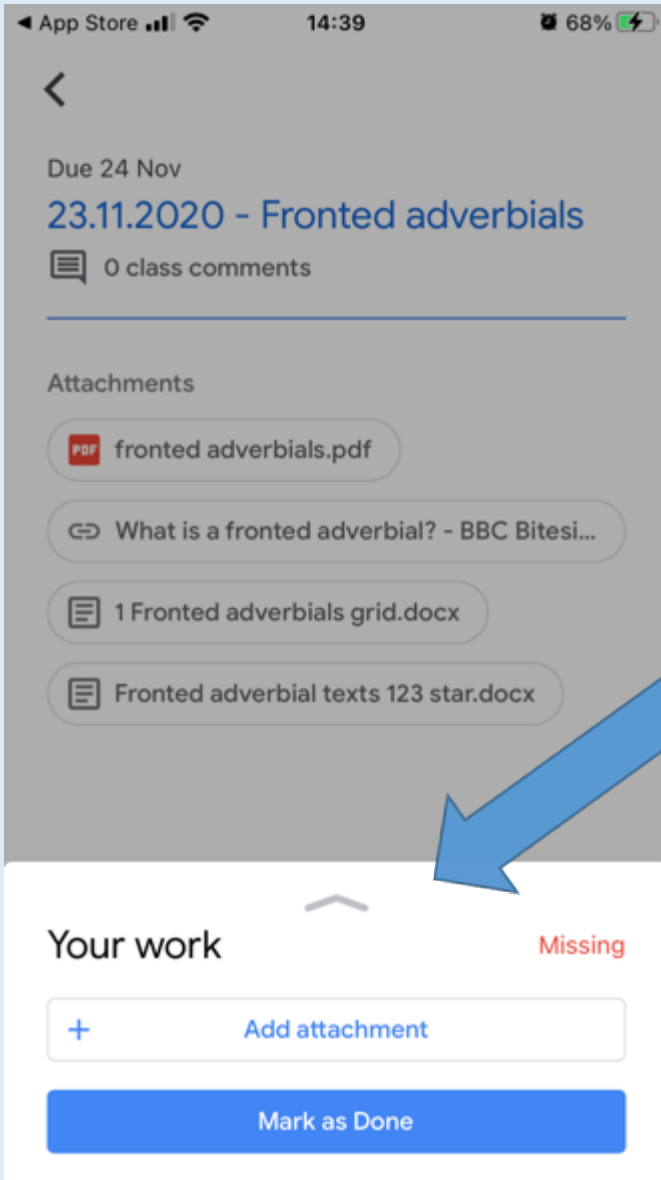 App Store 14:39 68%
Due 24 Nov
23.11.2020 - Fronted adverbials
0 class comments
Attachments
PDF fronted adverbials.pdf
What is a fronted adverbial? - BBC Bitesi...
1 Fronted adverbials grid.docx
Fronted adverbial texts 123 star.docx
Your work Missing
+ Add attachment
Mark as Done